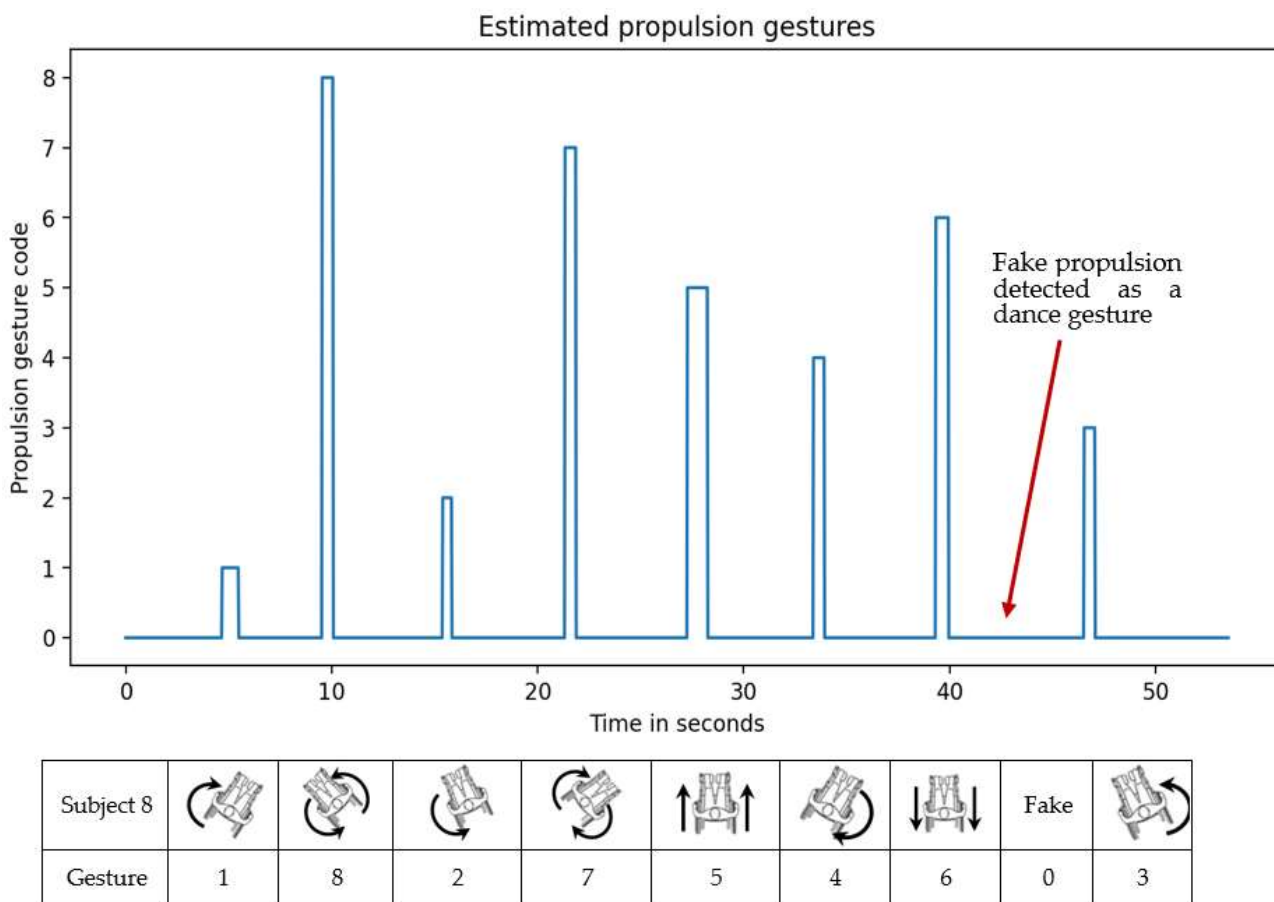 Estimated propulsion gestures
Propulsion gesture code
8
7
6
5
4
3
2
1
0
Fake propulsion
detected as a
dance gesture
0 10 20 30 40 50
Time in seconds
Subject 8 Fake
Gesture 1 8 2 7 5 4 6 0 3